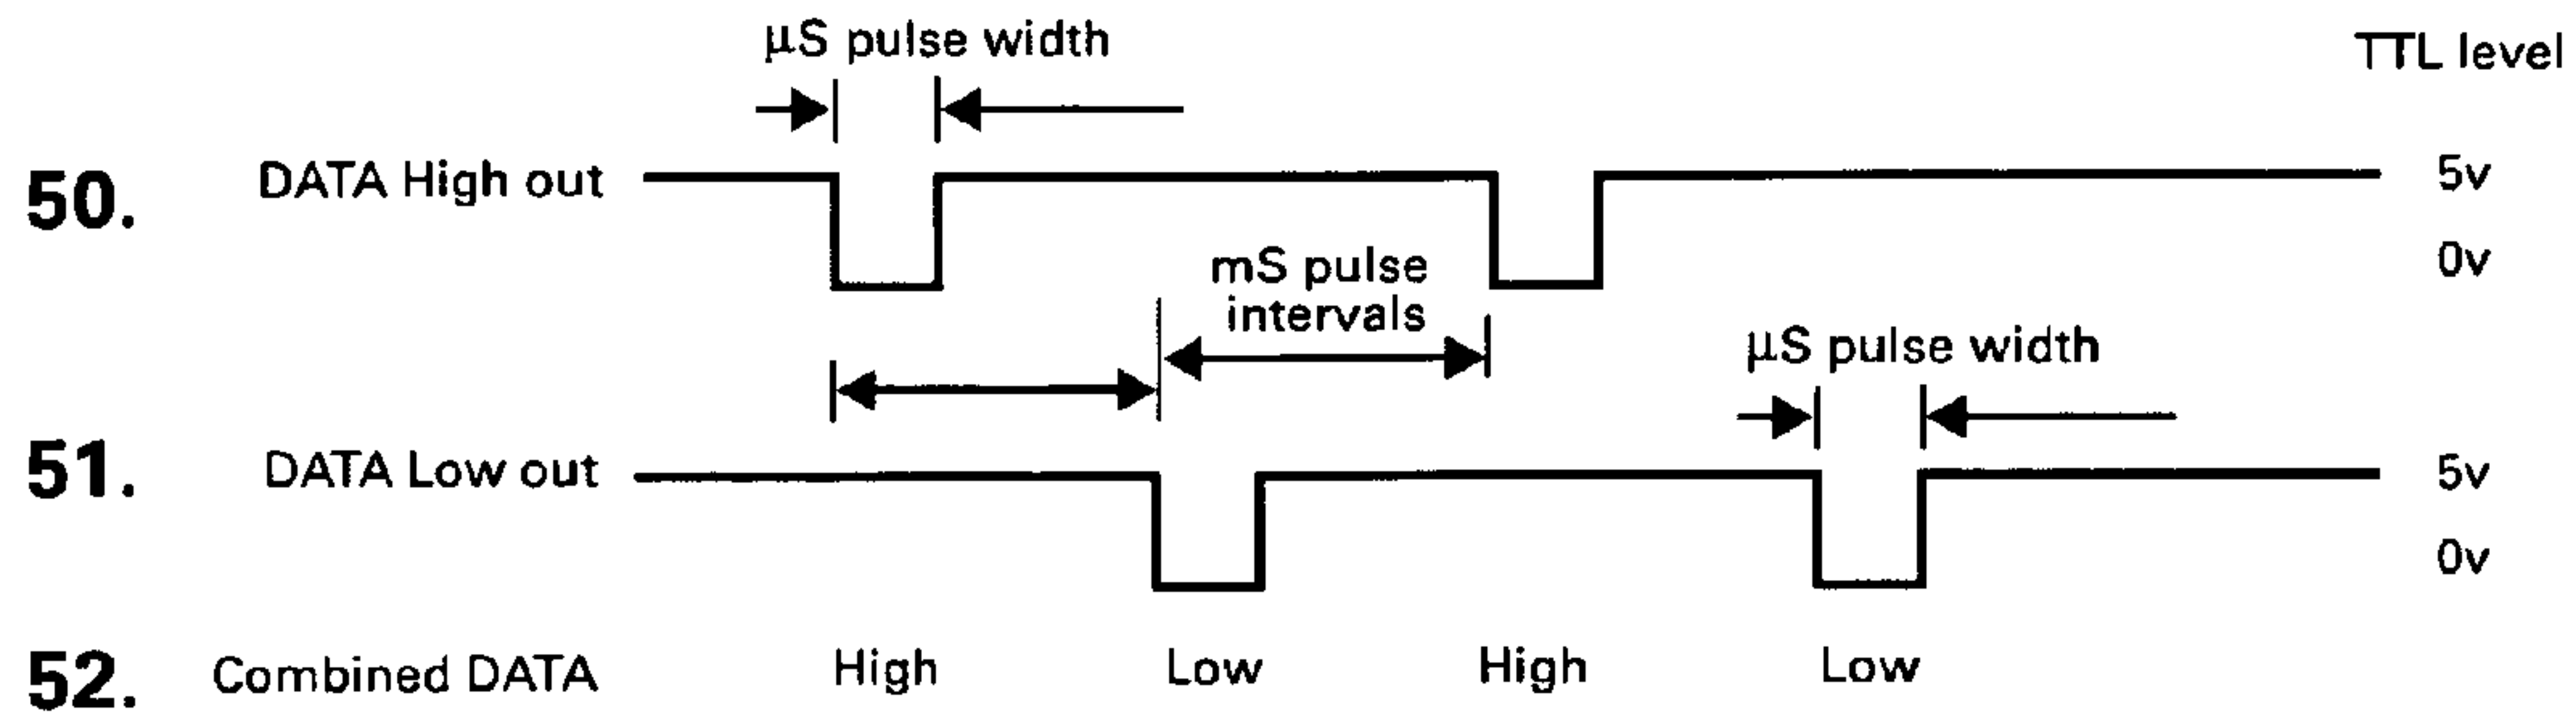 µS pulse width
TTL level
50. DATA High out 5v
0v
mS pulse
intervals
µS pulse width
51. DATA Low out 5v
0v
52. Combined DATA High Low High Low